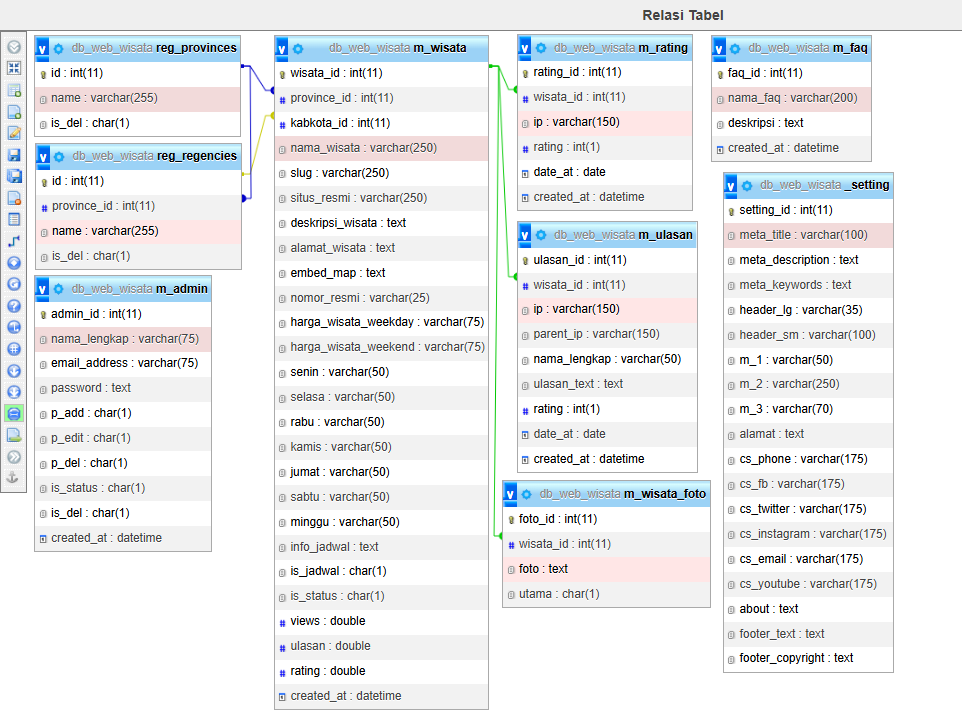 Relasi Tabel
db_web_wisata reg_provinces
id : int(11)
name : varchar(255)
is_del : char(1)
db_web_wisata reg_regencies
id : int(11)
province_id : int(11)
name : varchar(255)
is_del : char(1)
db_web_wisata m_admin
admin_id : int(11)
nama_lengkap : varchar(75)
email_address : varchar(75)
password : text
p_add : char(1)
p_edit : char(1)
p_del : char(1)
is_status : char(1)
is_del : char(1)
created_at : datetime
db_web_wisata m_wisata
wisata_id : int(11)
province_id : int(11)
kabkota_id : int(11)
nama_wisata : varchar(250)
slug : varchar(250)
situs_resmi : varchar(250)
deskripsi_wisata : text
alamat_wisata : text
embed_map : text
nomor_resmi : varchar(25)
harga_wisata_weekday : varchar(75)
harga_wisata_weekend : varchar(75)
senin : varchar(50)
selasa : varchar(50)
rabu : varchar(50)
kamis : varchar(50)
jumat : varchar(50)
sabtu : varchar(50)
minggu : varchar(50)
info_jadwal : text
is_jadwal : char(1)
is_status : char(1)
views : double
ulasan : double
rating : double
created_at : datetime
db_web_wisata m_rating
rating_id : int(11)
wisata_id : int(11)
ip : varchar(150)
rating : int(1)
date_at : date
created_at : datetime
db_web_wisata m_ulasan
ulasan_id : int(11)
wisata_id : int(11)
ip : varchar(150)
parent_ip : varchar(150)
nama_lengkap : varchar(50)
ulasan_text : text
rating : int(1)
date_at : date
created_at : datetime
db_web_wisata m_wisata_foto
foto_id : int(11)
wisata_id : int(11)
foto : text
utama : char(1)
db_web_wisata m_faq
faq_id : int(11)
nama_faq : varchar(200)
deskripsi : text
created_at : datetime
db_web_wisata _setting
setting_id : int(11)
meta_title : varchar(100)
meta_description : text
meta_keywords : text
header_lg : varchar(35)
header_sm : varchar(100)
m_1 : varchar(50)
m_2 : varchar(250)
m_3 : varchar(70)
alamat : text
cs_phone : varchar(175)
cs_fb : varchar(175)
cs_twitter : varchar(175)
cs_instagram : varchar(175)
cs_email : varchar(175)
cs_youtube : varchar(175)
about : text
footer_text : text
footer_copyright : text